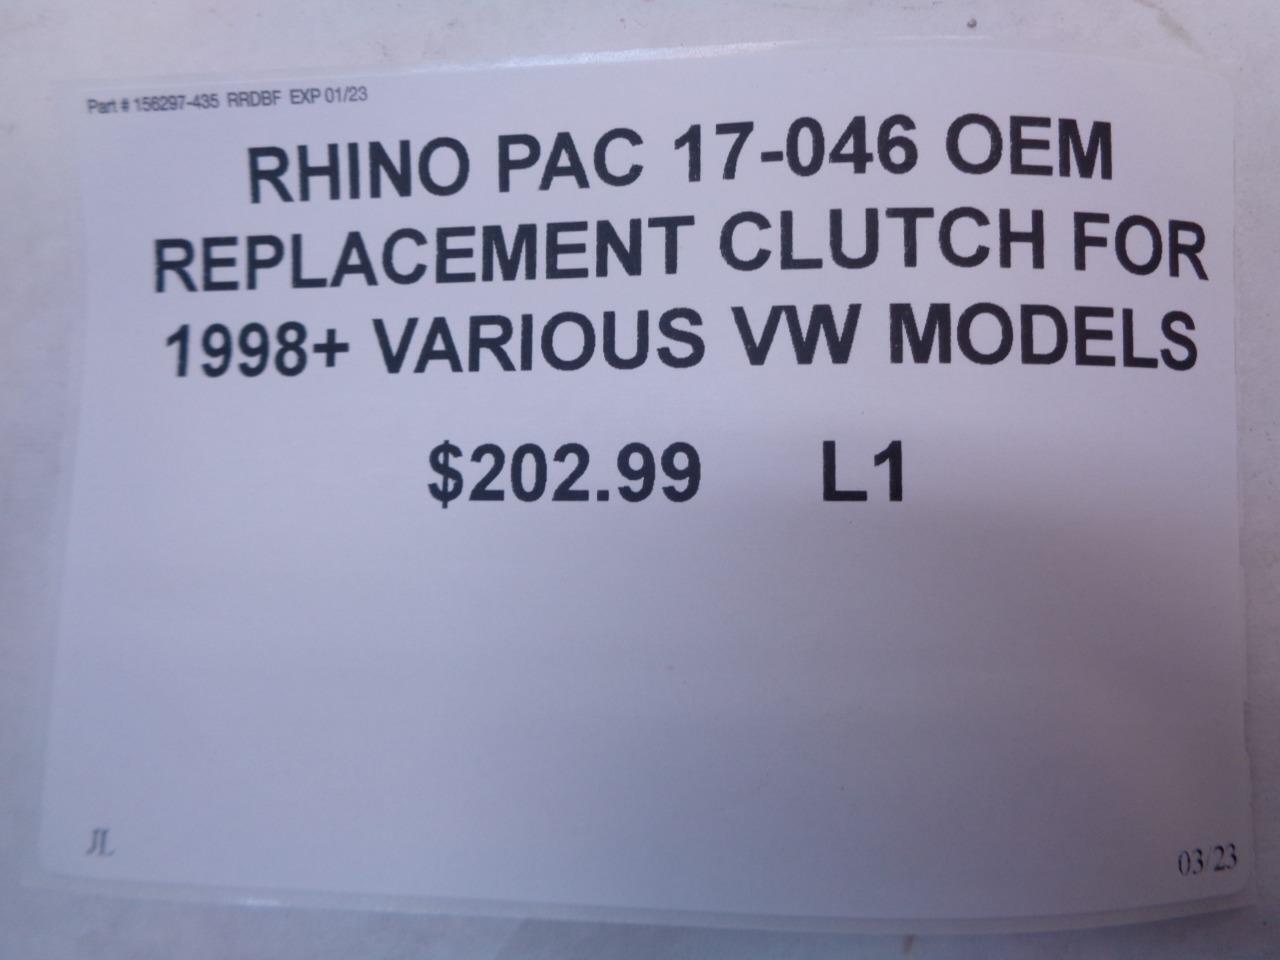 Part # 156297-435 RRDBF EXP 01/23
RHINO PAC 17-046 OEM
REPLACEMENT CLUTCH FOR
1998+ VARIOUS VW MODELS
$202.99 L1
JL
03/23